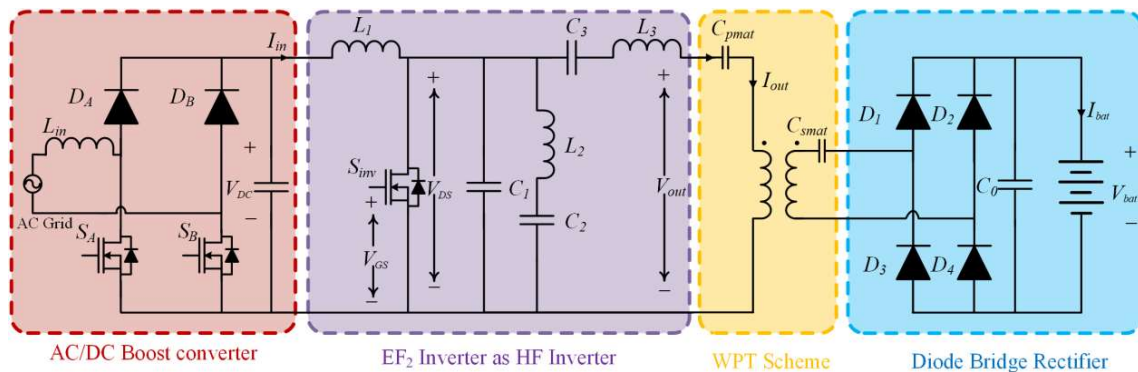 L1
C3
L3
Cpmat
Iin
Iout
DA
DB
D1
D2
Lin
Csmat
Ibat
L2
Sinv
+
VDC
−
+
VDS
−
C1
+
Vout
−
C0
+
Vbat
−
AC Grid
C2
SA
SB
+
VGS
−
D3
D4
AC/DC Boost converter
EF2 Inverter as HF Inverter
WPT Scheme
Diode Bridge Rectifier